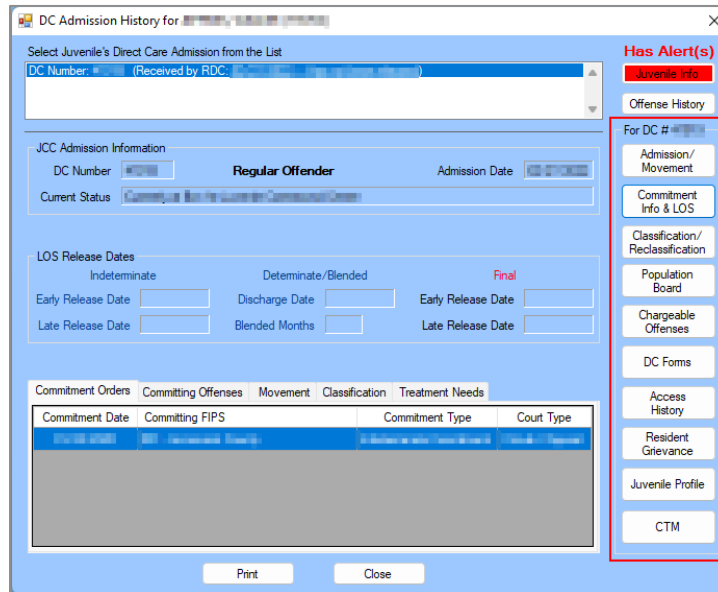 DC Admission History for
Select Juvenile's Direct Care Admission from the List
DC Number: (Received by RDC: )
Has Alert(s)
Juvenile Info
Offense History
For DC #
JCC Admission Information
DC Number Regular Offender Admission Date
Current Status
LOS Release Dates
Indeterminate Determinate/Blended Final
Early Release Date Discharge Date Early Release Date
Late Release Date Blended Months Late Release Date
Commitment Orders Committing Offenses Movement Classification Treatment Needs
Commitment Date Committing FIPS Commitment Type Court Type
Admission/
Movement
Commitment
Info & LOS
Classification/
Reclassification
Population
Board
Chargeable
Offenses
DC Forms
Access
History
Resident
Grievance
Juvenile Profile
CTM
Print Close